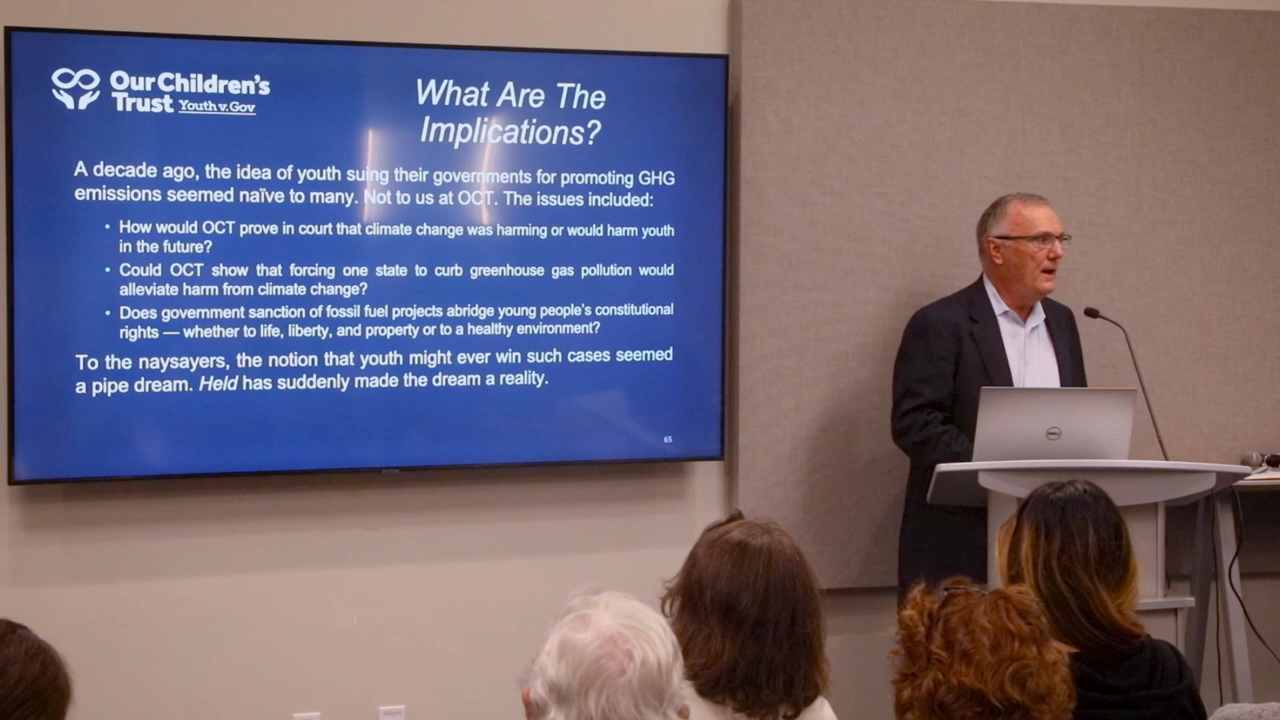 Our Children's
Trust Youth v. Gov
What Are The
Implications?
A decade ago, the idea of youth suing their governments for promoting GHG
emissions seemed naïve to many. Not to us at OCT. The issues included:
• How would OCT prove in court that climate change was harming or would harm youth
in the future?
• Could OCT show that forcing one state to curb greenhouse gas pollution would
alleviate harm from climate change?
• Does government sanction of fossil fuel projects abridge young people's constitutional
rights — whether to life, liberty, and property or to a healthy environment?
To the naysayers, the notion that youth might ever win such cases seemed
a pipe dream. Held has suddenly made the dream a reality.
65
DELL